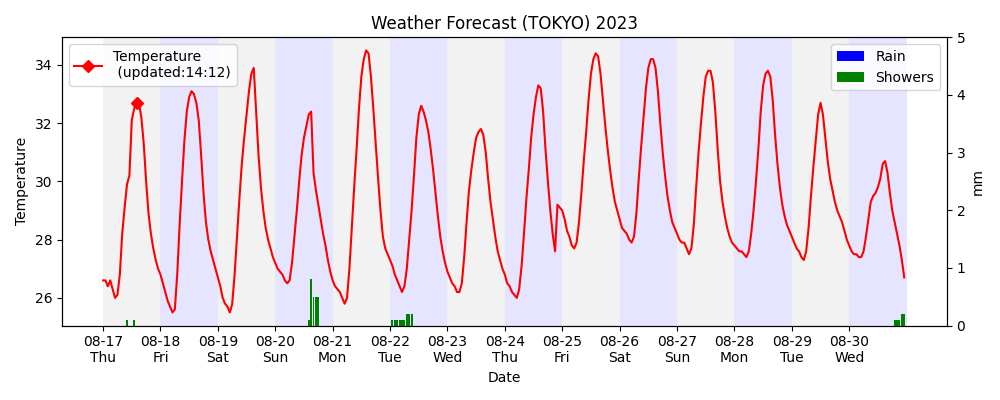 Weather Forecast (TOKYO) 2023
Temperature
(updated:14:12)
Rain
Showers
Temperature
34
32
30
28
26
5
4
3
2
1
0
mm
08-17 08-18 08-19 08-20 08-21 08-22 08-23 08-24 08-25 08-26 08-27 08-28 08-29 08-30
Thu Fri Sat Sun Mon Tue Wed Thu Fri Sat Sun Mon Tue Wed
Date